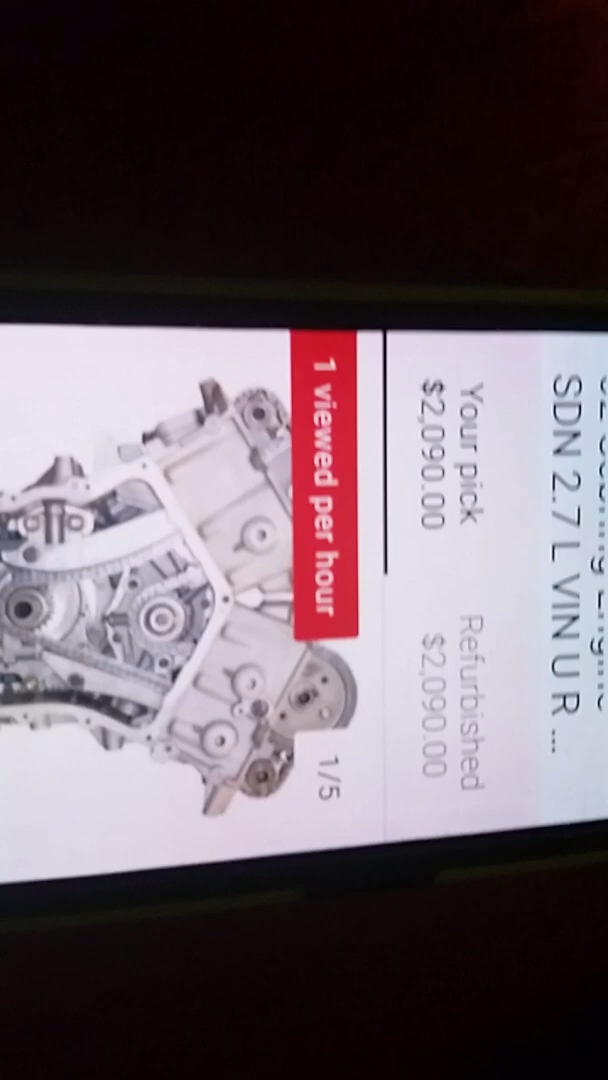 SDN 2.7 L VIN U R ...
Your pick
$2,090.00
Refurbished
$2,090.00
1 viewed per hour
1/5